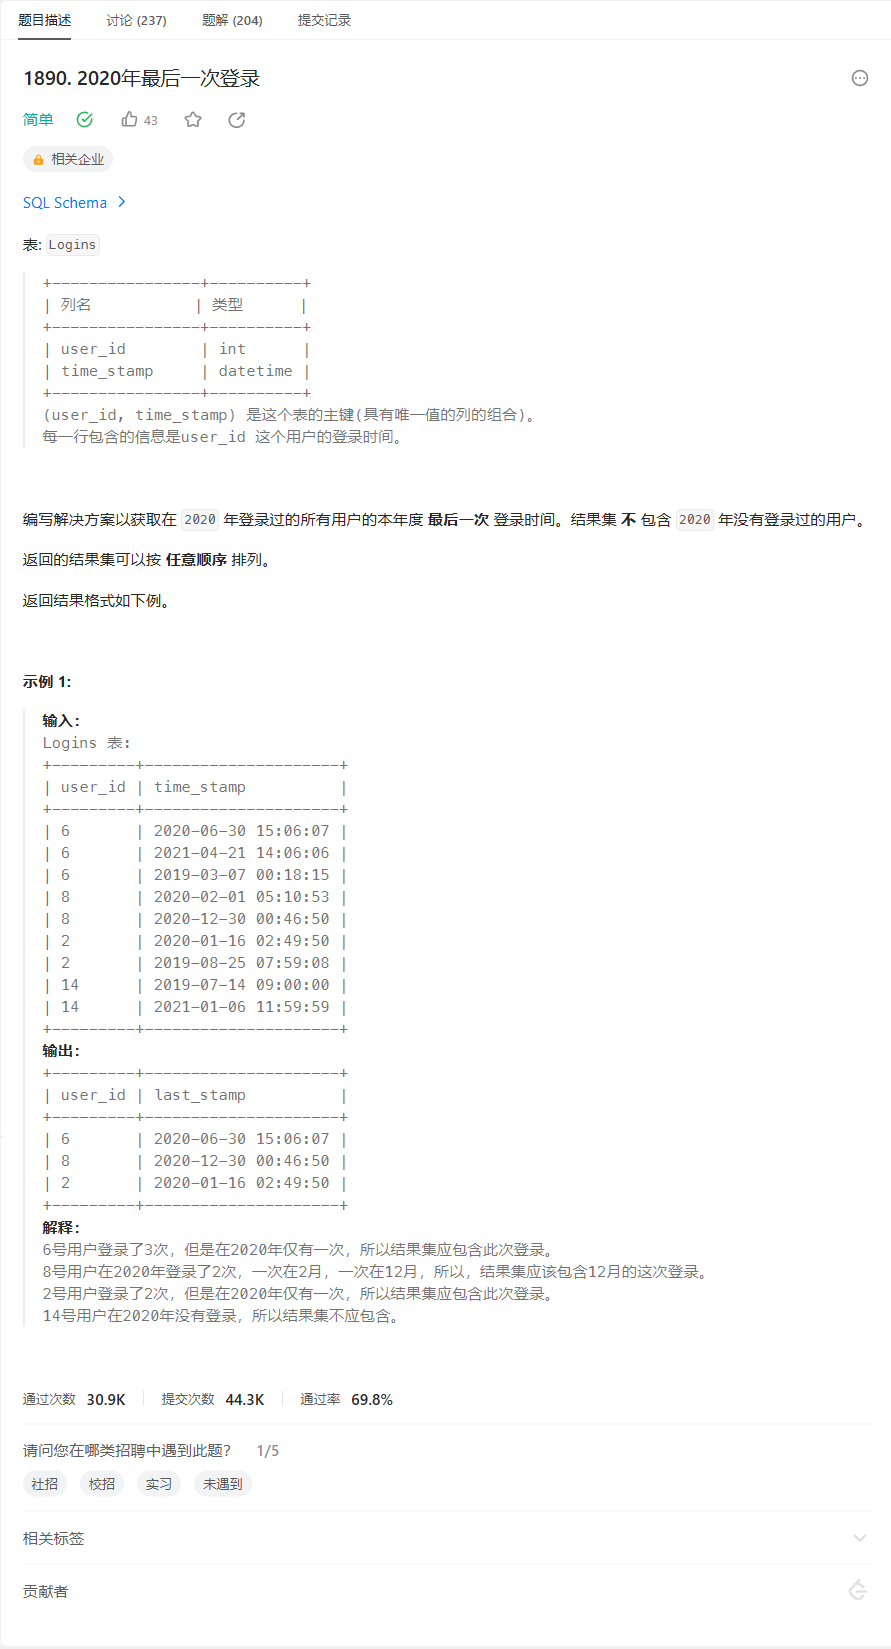 题目描述 讨论 (237) 题解 (204) 提交记录
1890. 2020年最后一次登录
简单 43
相关企业
SQL Schema
表: Logins
+----------------+----------+
| 列名           | 类型      |
+----------------+----------+
| user_id        | int      |
| time_stamp     | datetime |
+----------------+----------+
(user_id, time_stamp) 是这个表的主键(具有唯一值的列的组合)。
每一行包含的信息是user_id 这个用户的登录时间。
编写解决方案以获取在 2020 年登录过的所有用户的本年度 最后一次 登录时间。结果集 不 包含 2020 年没有登录过的用户。
返回的结果集可以按 任意顺序 排列。
返回结果格式如下例。
示例 1:
输入：
Logins 表:
+---------+---------------------+
| user_id | time_stamp          |
+---------+---------------------+
| 6       | 2020-06-30 15:06:07 |
| 6       | 2021-04-21 14:06:06 |
| 6       | 2019-03-07 00:18:15 |
| 8       | 2020-02-01 05:10:53 |
| 8       | 2020-12-30 00:46:50 |
| 2       | 2020-01-16 02:49:50 |
| 2       | 2019-08-25 07:59:08 |
| 14      | 2019-07-14 09:00:00 |
| 14      | 2021-01-06 11:59:59 |
+---------+---------------------+
输出：
+---------+---------------------+
| user_id | last_stamp          |
+---------+---------------------+
| 6       | 2020-06-30 15:06:07 |
| 8       | 2020-12-30 00:46:50 |
| 2       | 2020-01-16 02:49:50 |
+---------+---------------------+
解释：
6号用户登录了3次，但是在2020年仅有一次，所以结果集应包含此次登录。
8号用户在2020年登录了2次，一次在2月，一次在12月，所以，结果集应该包含12月的这次登录。
2号用户登录了2次，但是在2020年仅有一次，所以结果集应包含此次登录。
14号用户在2020年没有登录，所以结果集不应包含。
通过次数 30.9K 提交次数 44.3K 通过率 69.8%
请问您在哪类招聘中遇到此题？ 1/5
社招 校招 实习 未遇到
相关标签
贡献者